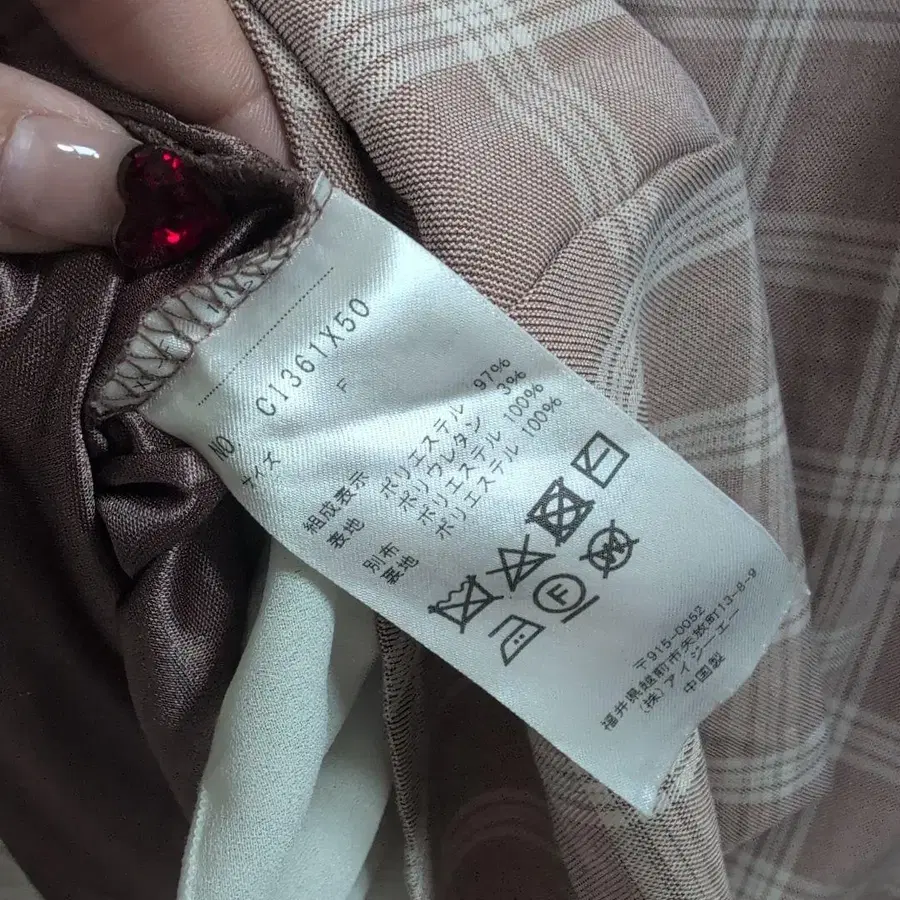 NO CI361X50
サイズ F
組成表示
表地 ポリエステル 97%
ポリウレタン 3%
別布 ポリエステル 100%
裏地 ポリエステル 100%
F
W
〒915-0052
福井県越前市矢放町13-8-9
(株)アイジーエー
中国製